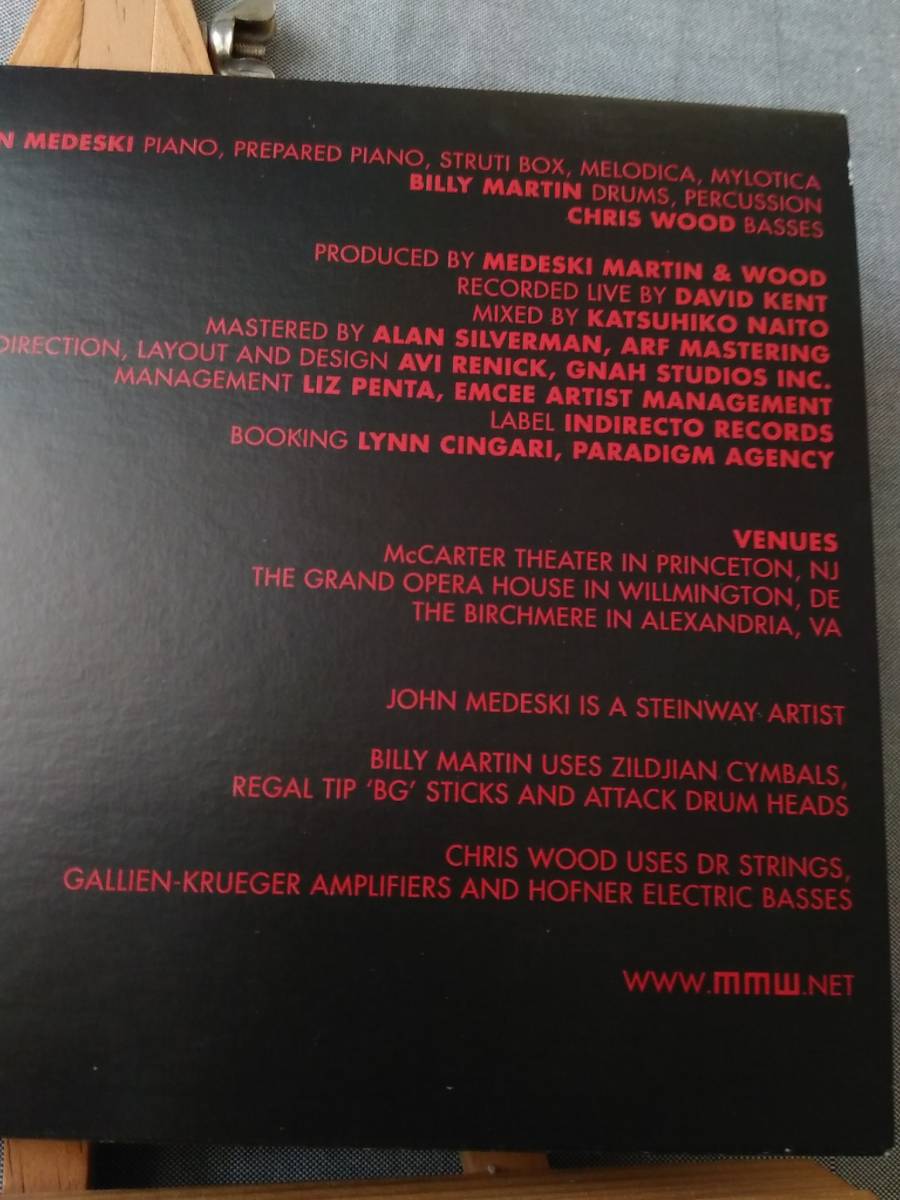 N MEDESKI PIANO, PREPARED PIANO, STRUTI BOX, MELODICA, MYLOTICA
BILLY MARTIN DRUMS, PERCUSSION
CHRIS WOOD BASSES
PRODUCED BY MEDESKI MARTIN & WOOD
RECORDED LIVE BY DAVID KENT
MIXED BY KATSUHIKO NAITO
MASTERED BY ALAN SILVERMAN, ARF MASTERING
DIRECTION, LAYOUT AND DESIGN AVI RENICK, GNAH STUDIOS INC.
MANAGEMENT LIZ PENTA, EMCEE ARTIST MANAGEMENT
LABEL INDIRECTO RECORDS
BOOKING LYNN CINGARI, PARADIGM AGENCY
VENUES
McCARTER THEATER IN PRINCETON, NJ
THE GRAND OPERA HOUSE IN WILLMINGTON, DE
THE BIRCHMERE IN ALEXANDRIA, VA
JOHN MEDESKI IS A STEINWAY ARTIST
BILLY MARTIN USES ZILDJIAN CYMBALS,
REGAL TIP ‘BG’ STICKS AND ATTACK DRUM HEADS
CHRIS WOOD USES DR STRINGS,
GALLIEN-KRUEGER AMPLIFIERS AND HOFNER ELECTRIC BASSES
WWW.mmw.NET